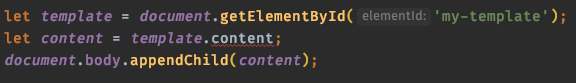 let template = document.getElementById( elementId: 'my-template');
let content = template.content;
document.body.appendChild(content);